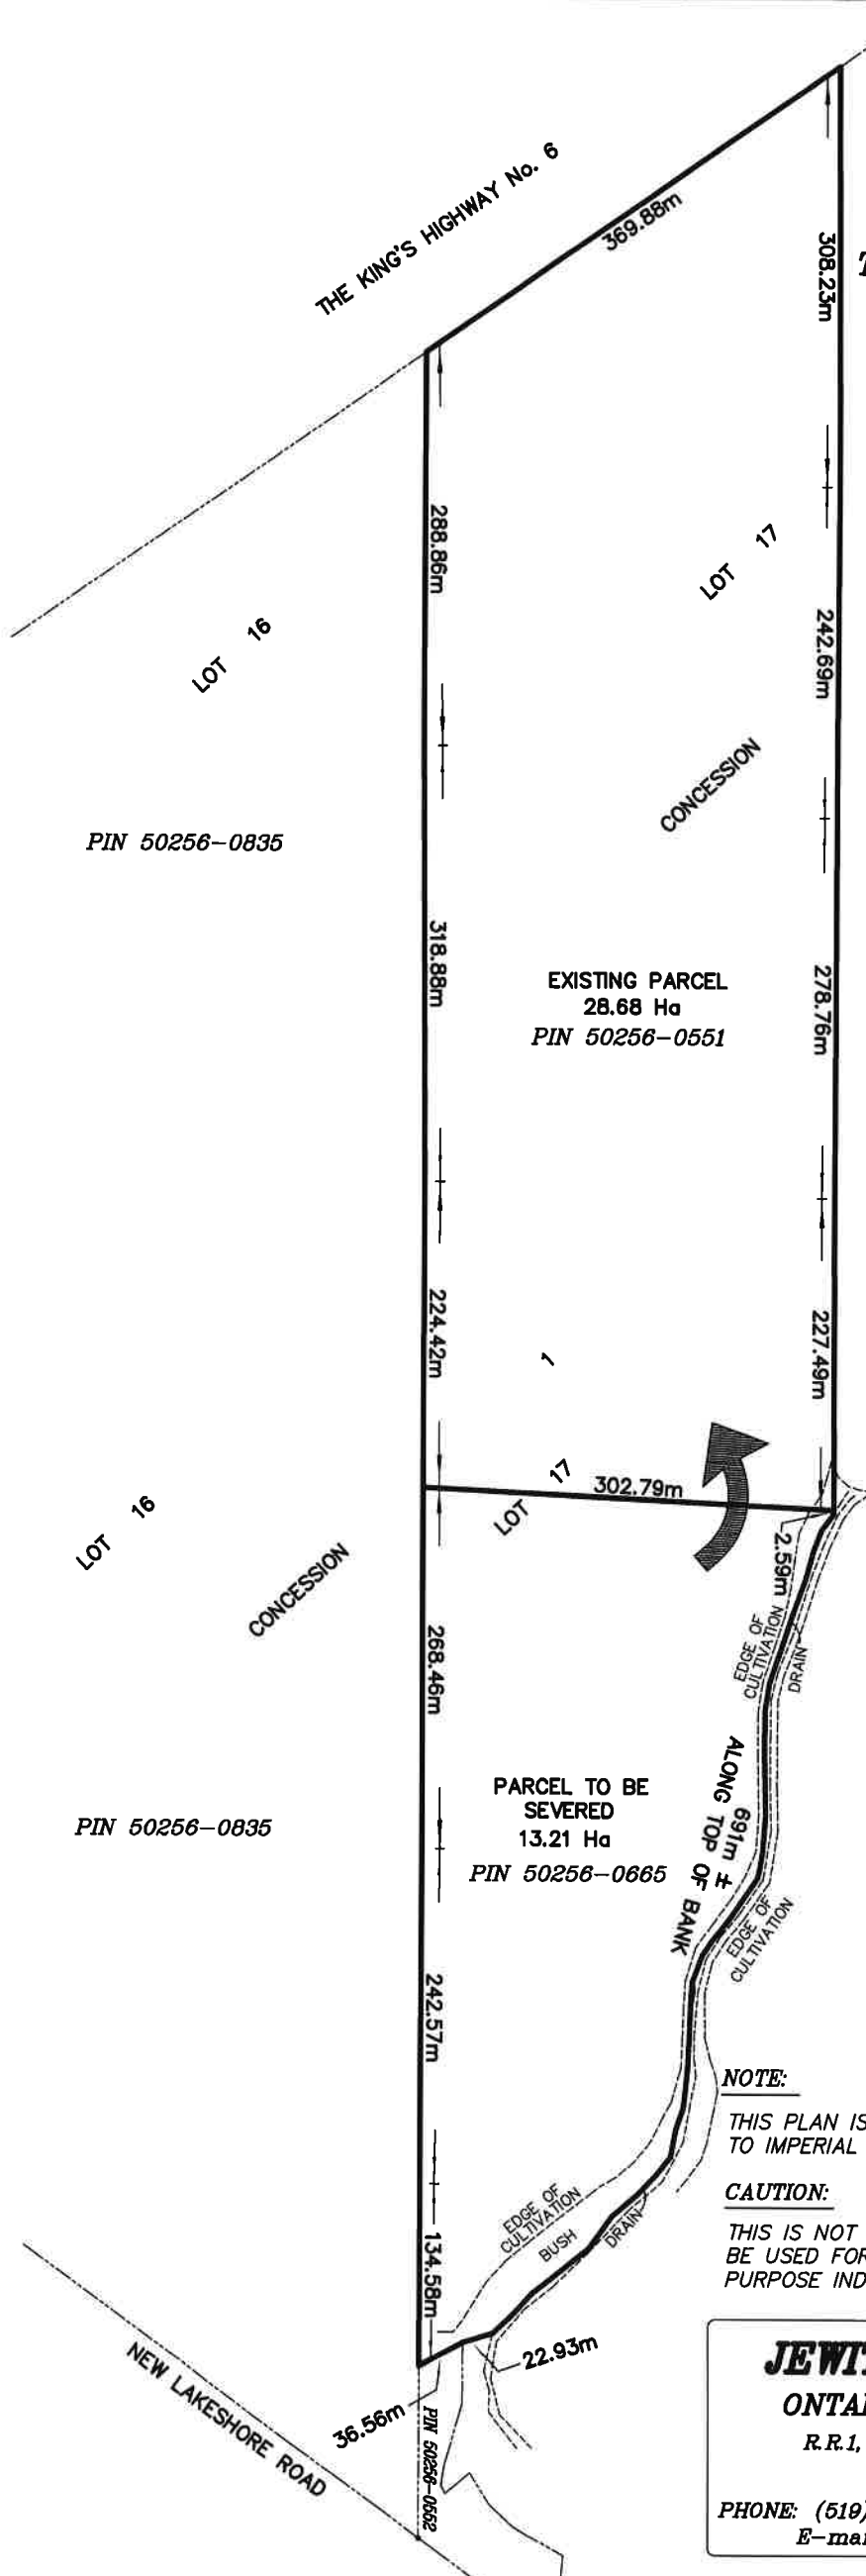 THE KING'S HIGHWAY No. 6
369.88m
308.23m
288.86m
LOT 17
242.69m
LOT 16
CONCESSION
PIN 50256-0835
318.88m
EXISTING PARCEL
28.68 Ha
PIN 50256-0551
278.76m
224.42m
227.49m
1
LOT 17
302.79m
LOT 16
2.59m
CONCESSION
EDGE OF
CULTIVATION
DRAIN
268.46m
691m ±
ALONG TOP OF BANK
PARCEL TO BE
SEVERED
13.21 Ha
PIN 50256-0665
PIN 50256-0835
EDGE OF
CULTIVATION
242.57m
NOTE:
THIS PLAN IS
TO IMPERIAL
CAUTION:
THIS IS NOT
BE USED FOR
PURPOSE IND
EDGE OF
CULTIVATION
BUSH
DRAIN
134.58m
22.93m
36.56m
NEW LAKESHORE ROAD
PIN 50256-0552
JEWIT
ONTAR
R.R.1,
PHONE: (519)
E-mai